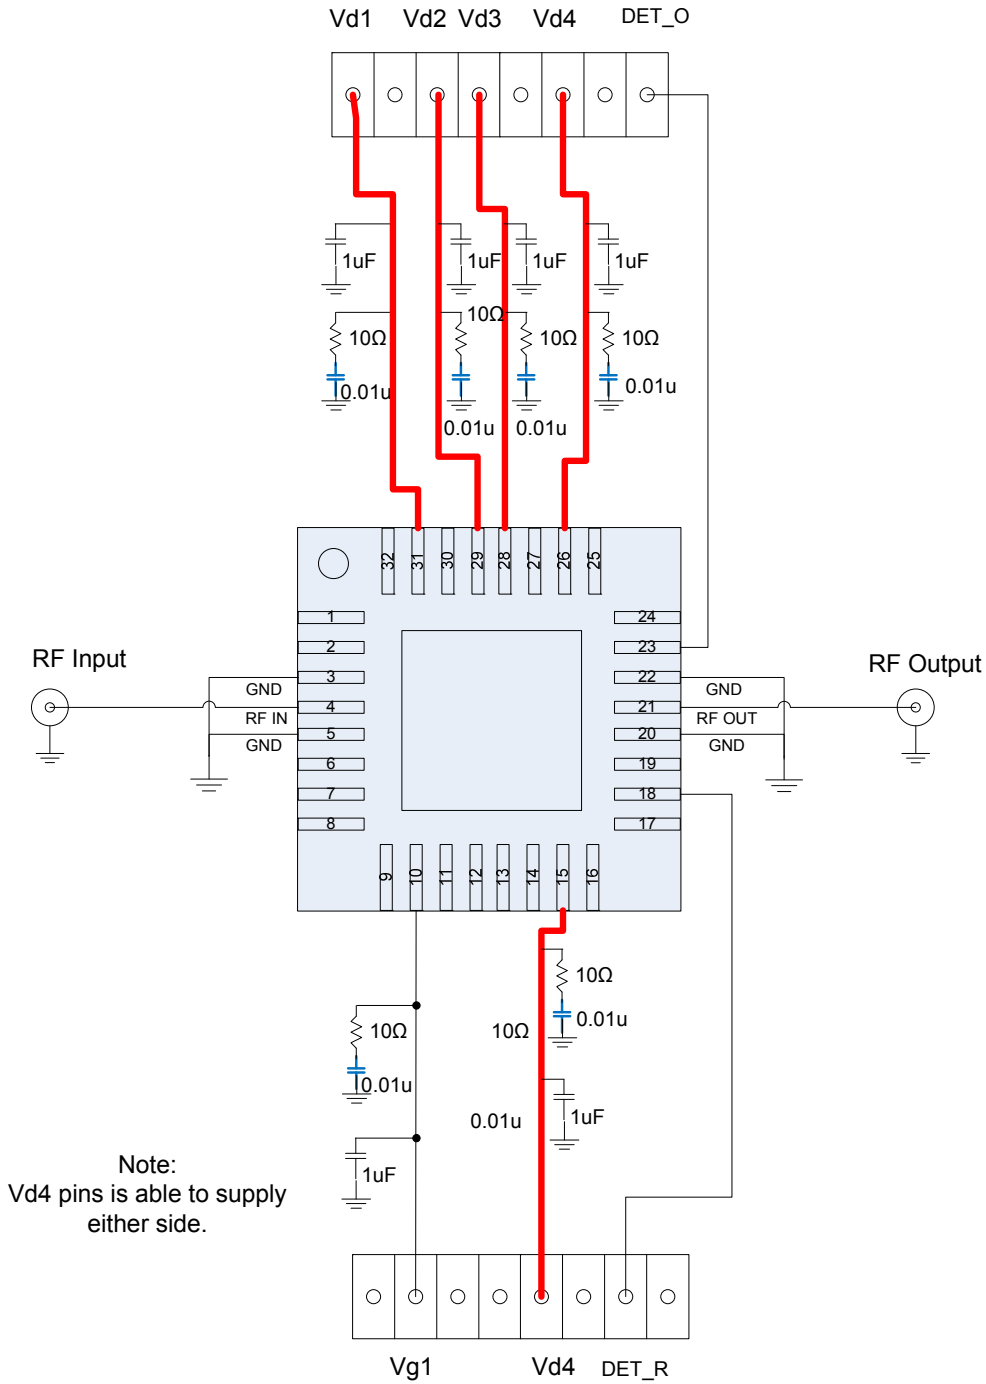 Vd1 Vd2 Vd3 Vd4 DET_O
1uF 1uF 1uF 1uF
10Ω
10Ω 10Ω 10Ω 10Ω
0.01u 0.01u
0.01u 0.01u
32 31 30 29 28 27 26 25
1 24
2 23
RF Input RF Output
3 22
GND GND
4 21
RF IN RF OUT
5 20
GND GND
6 19
7 18
8 17
9 10 11 12 13 14 15 16
10Ω
0.01u
10Ω 10Ω
0.01u
0.01u 1uF
Note:
Vd4 pins is able to supply
either side.
1uF
Vg1 Vd4 DET_R